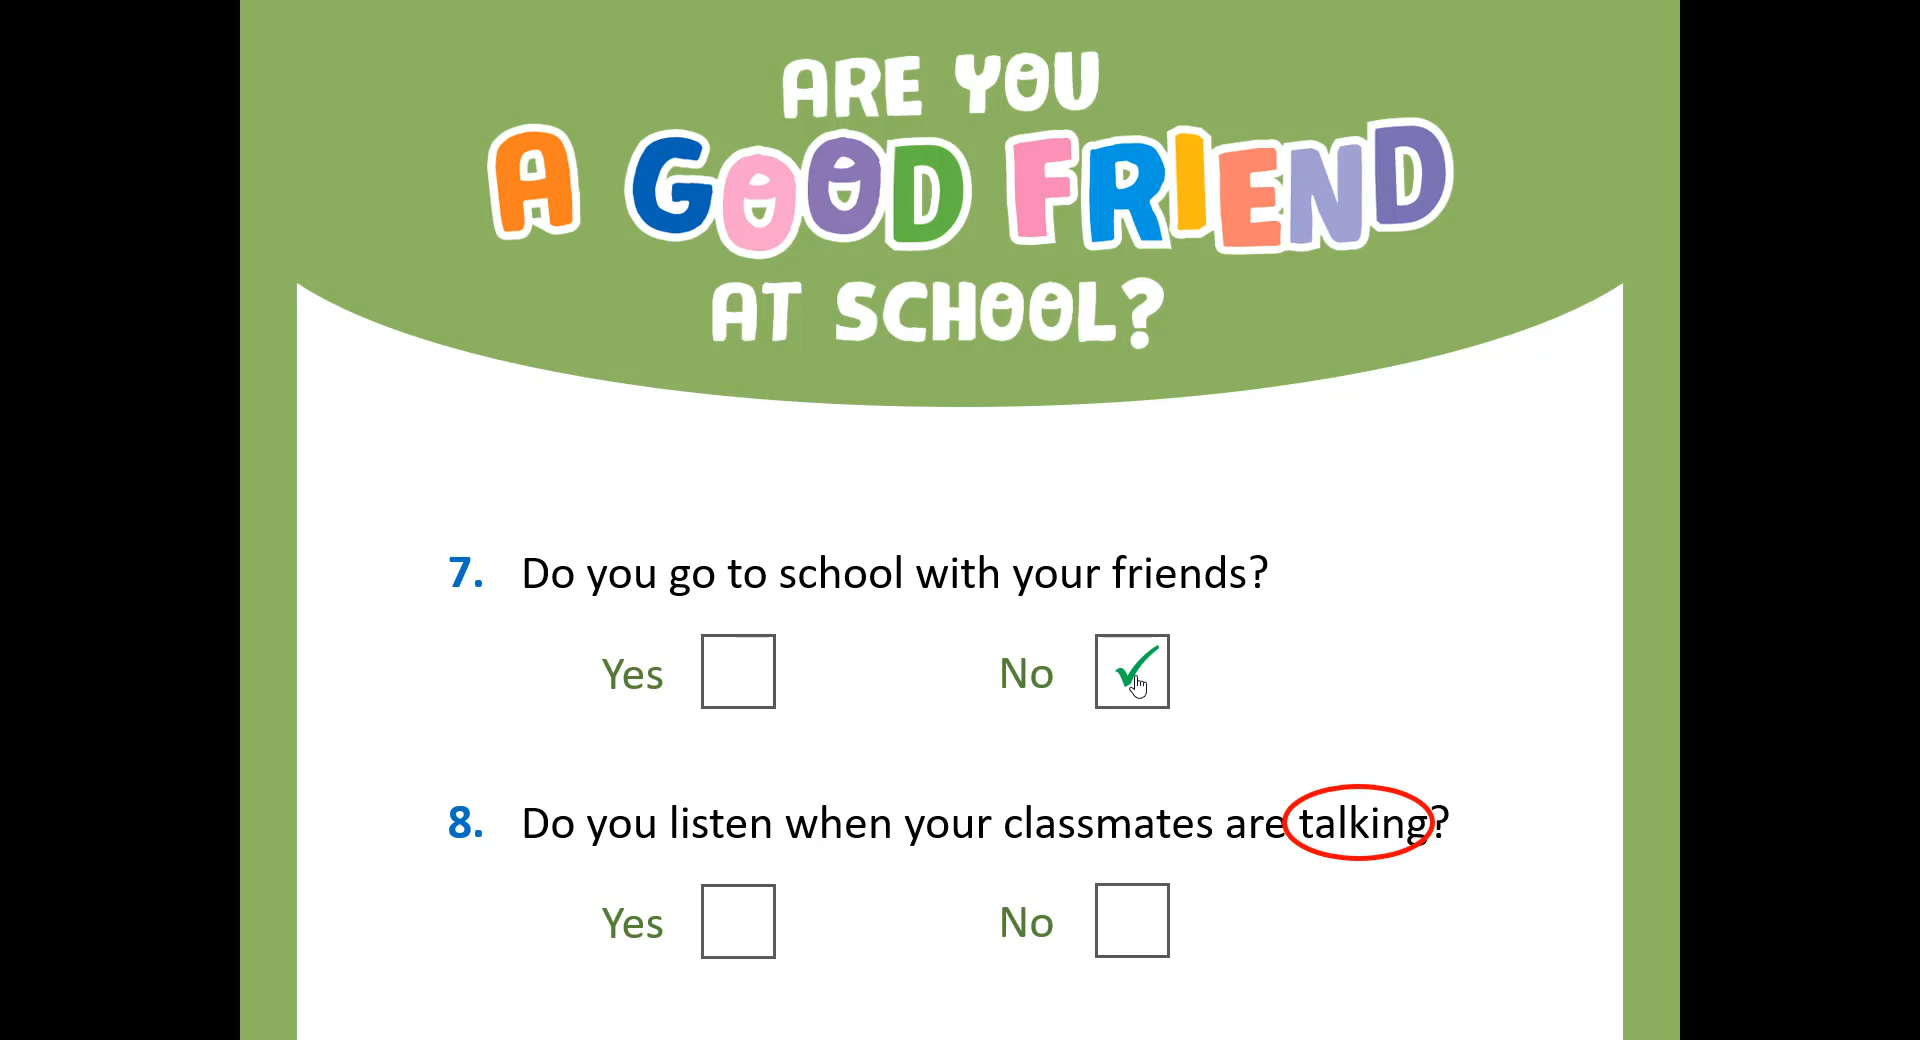 ARE YOU
A GOOD FRIEND
AT SCHOOL?
7. Do you go to school with your friends?
Yes No
8. Do you listen when your classmates are talking?
Yes No